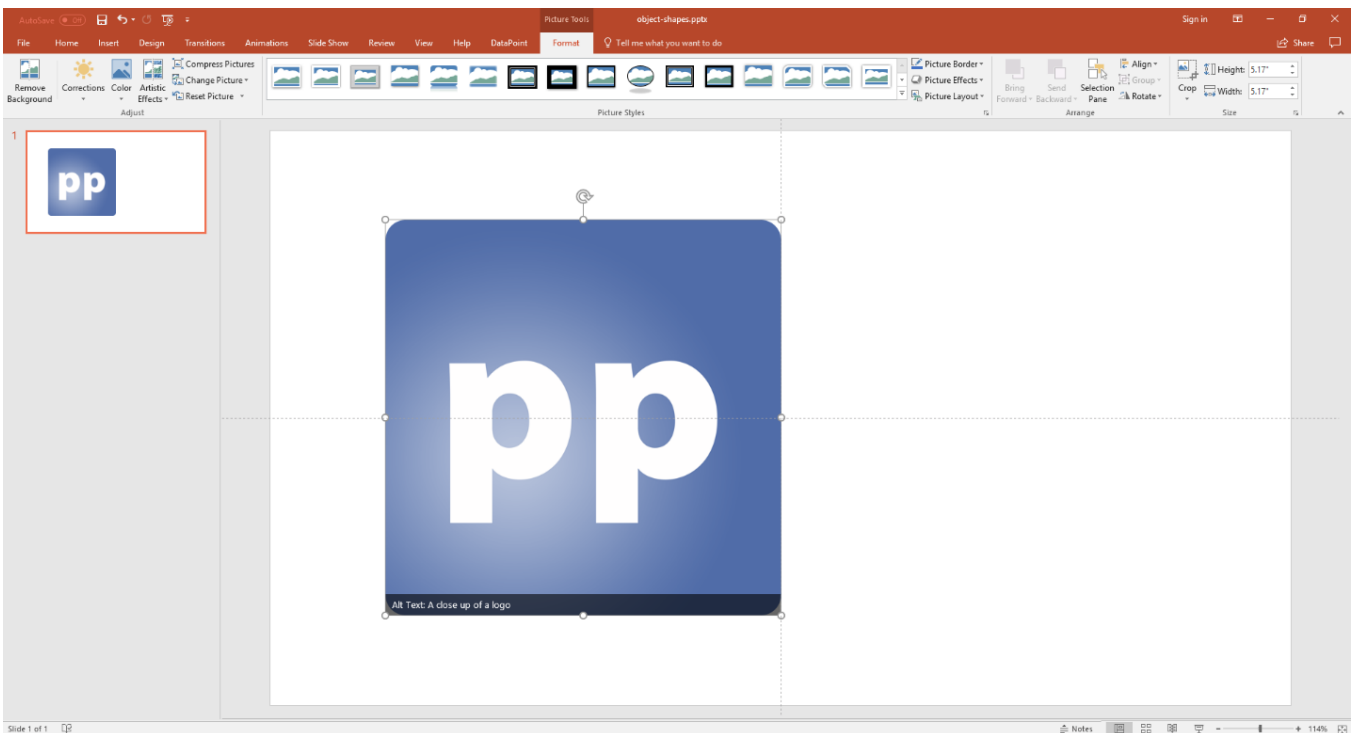 AutoSave Off Picture Tools object-shapes.pptx Sign in
File Home Insert Design Transitions Animations Slide Show Review View Help DataPoint Format Tell me what you want to do Share
Remove Background
Corrections
Color
Artistic Effects
Compress Pictures
Change Picture
Reset Picture
Picture Border
Picture Effects
Picture Layout
Bring Forward
Send Backward
Selection Pane
Align
Group
Rotate
Crop
Height: 5.17"
Width: 5.17"
Adjust Picture Styles Arrange Size
1
pp
pp
Alt Text: A close up of a logo
Slide 1 of 1 Notes 114%